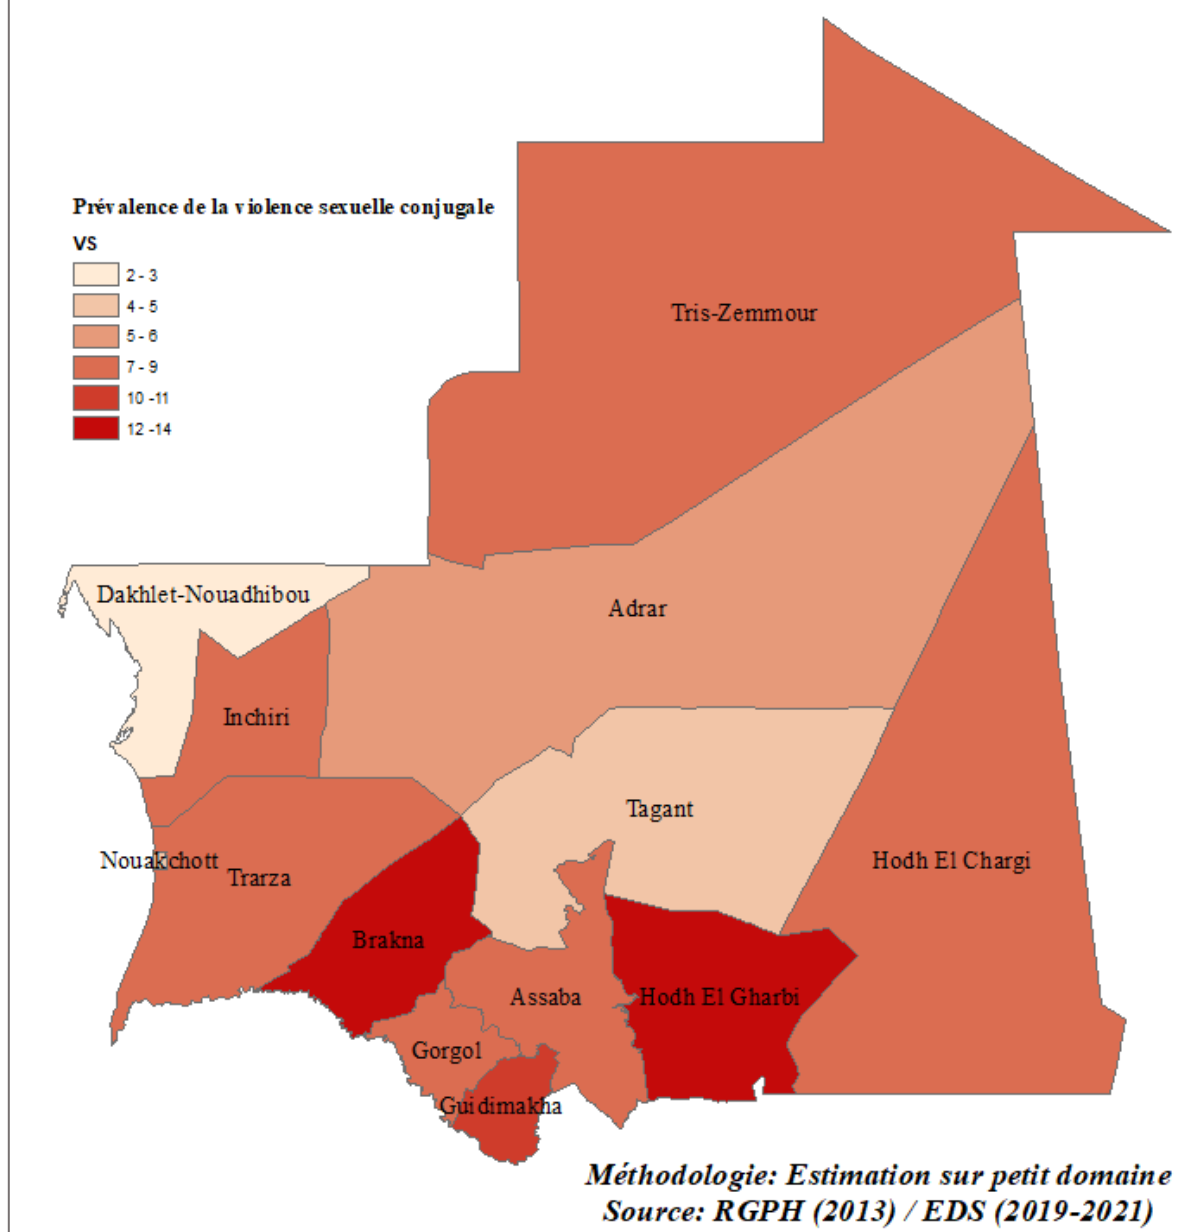 Prévalence de la violence sexuelle conjugale
VS
2 - 3
4 - 5
5 - 6
7 - 9
10 -11
12 -14
Tris-Zemmour
Dakhlet-Nouadhibou
Adrar
Inchiri
Tagant
Nouakchott
Trarza
Hodh El Chargi
Brakna
Assaba
Hodh El Gharbi
Gorgol
Guidimakha
Méthodologie: Estimation sur petit domaine
Source: RGPH (2013) / EDS (2019-2021)